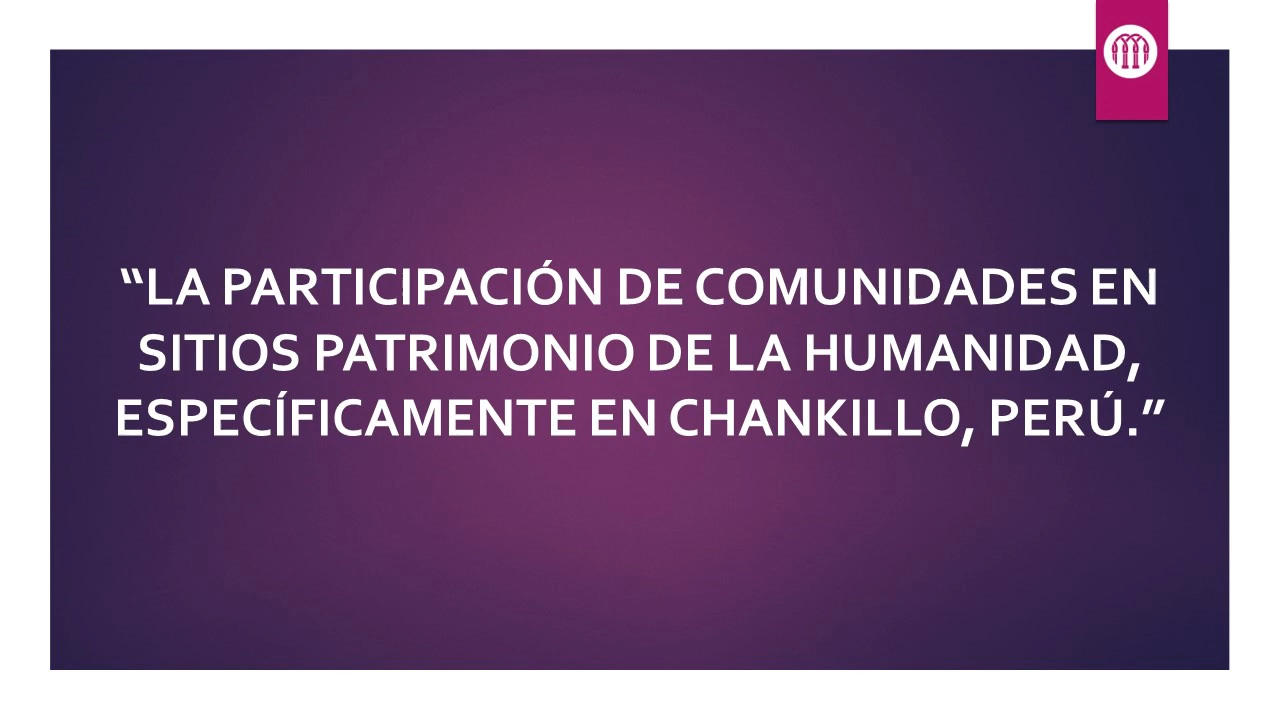 “LA PARTICIPACIÓN DE COMUNIDADES EN
SITIOS PATRIMONIO DE LA HUMANIDAD,
ESPECÍFICAMENTE EN CHANKILLO, PERÚ.”